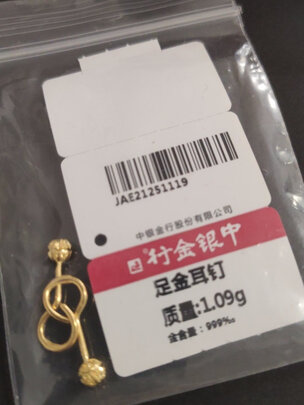 JAE21251119
中银金行股份有限公司
行金银中
足金耳钉
质量:1.09g
金含量:999‰